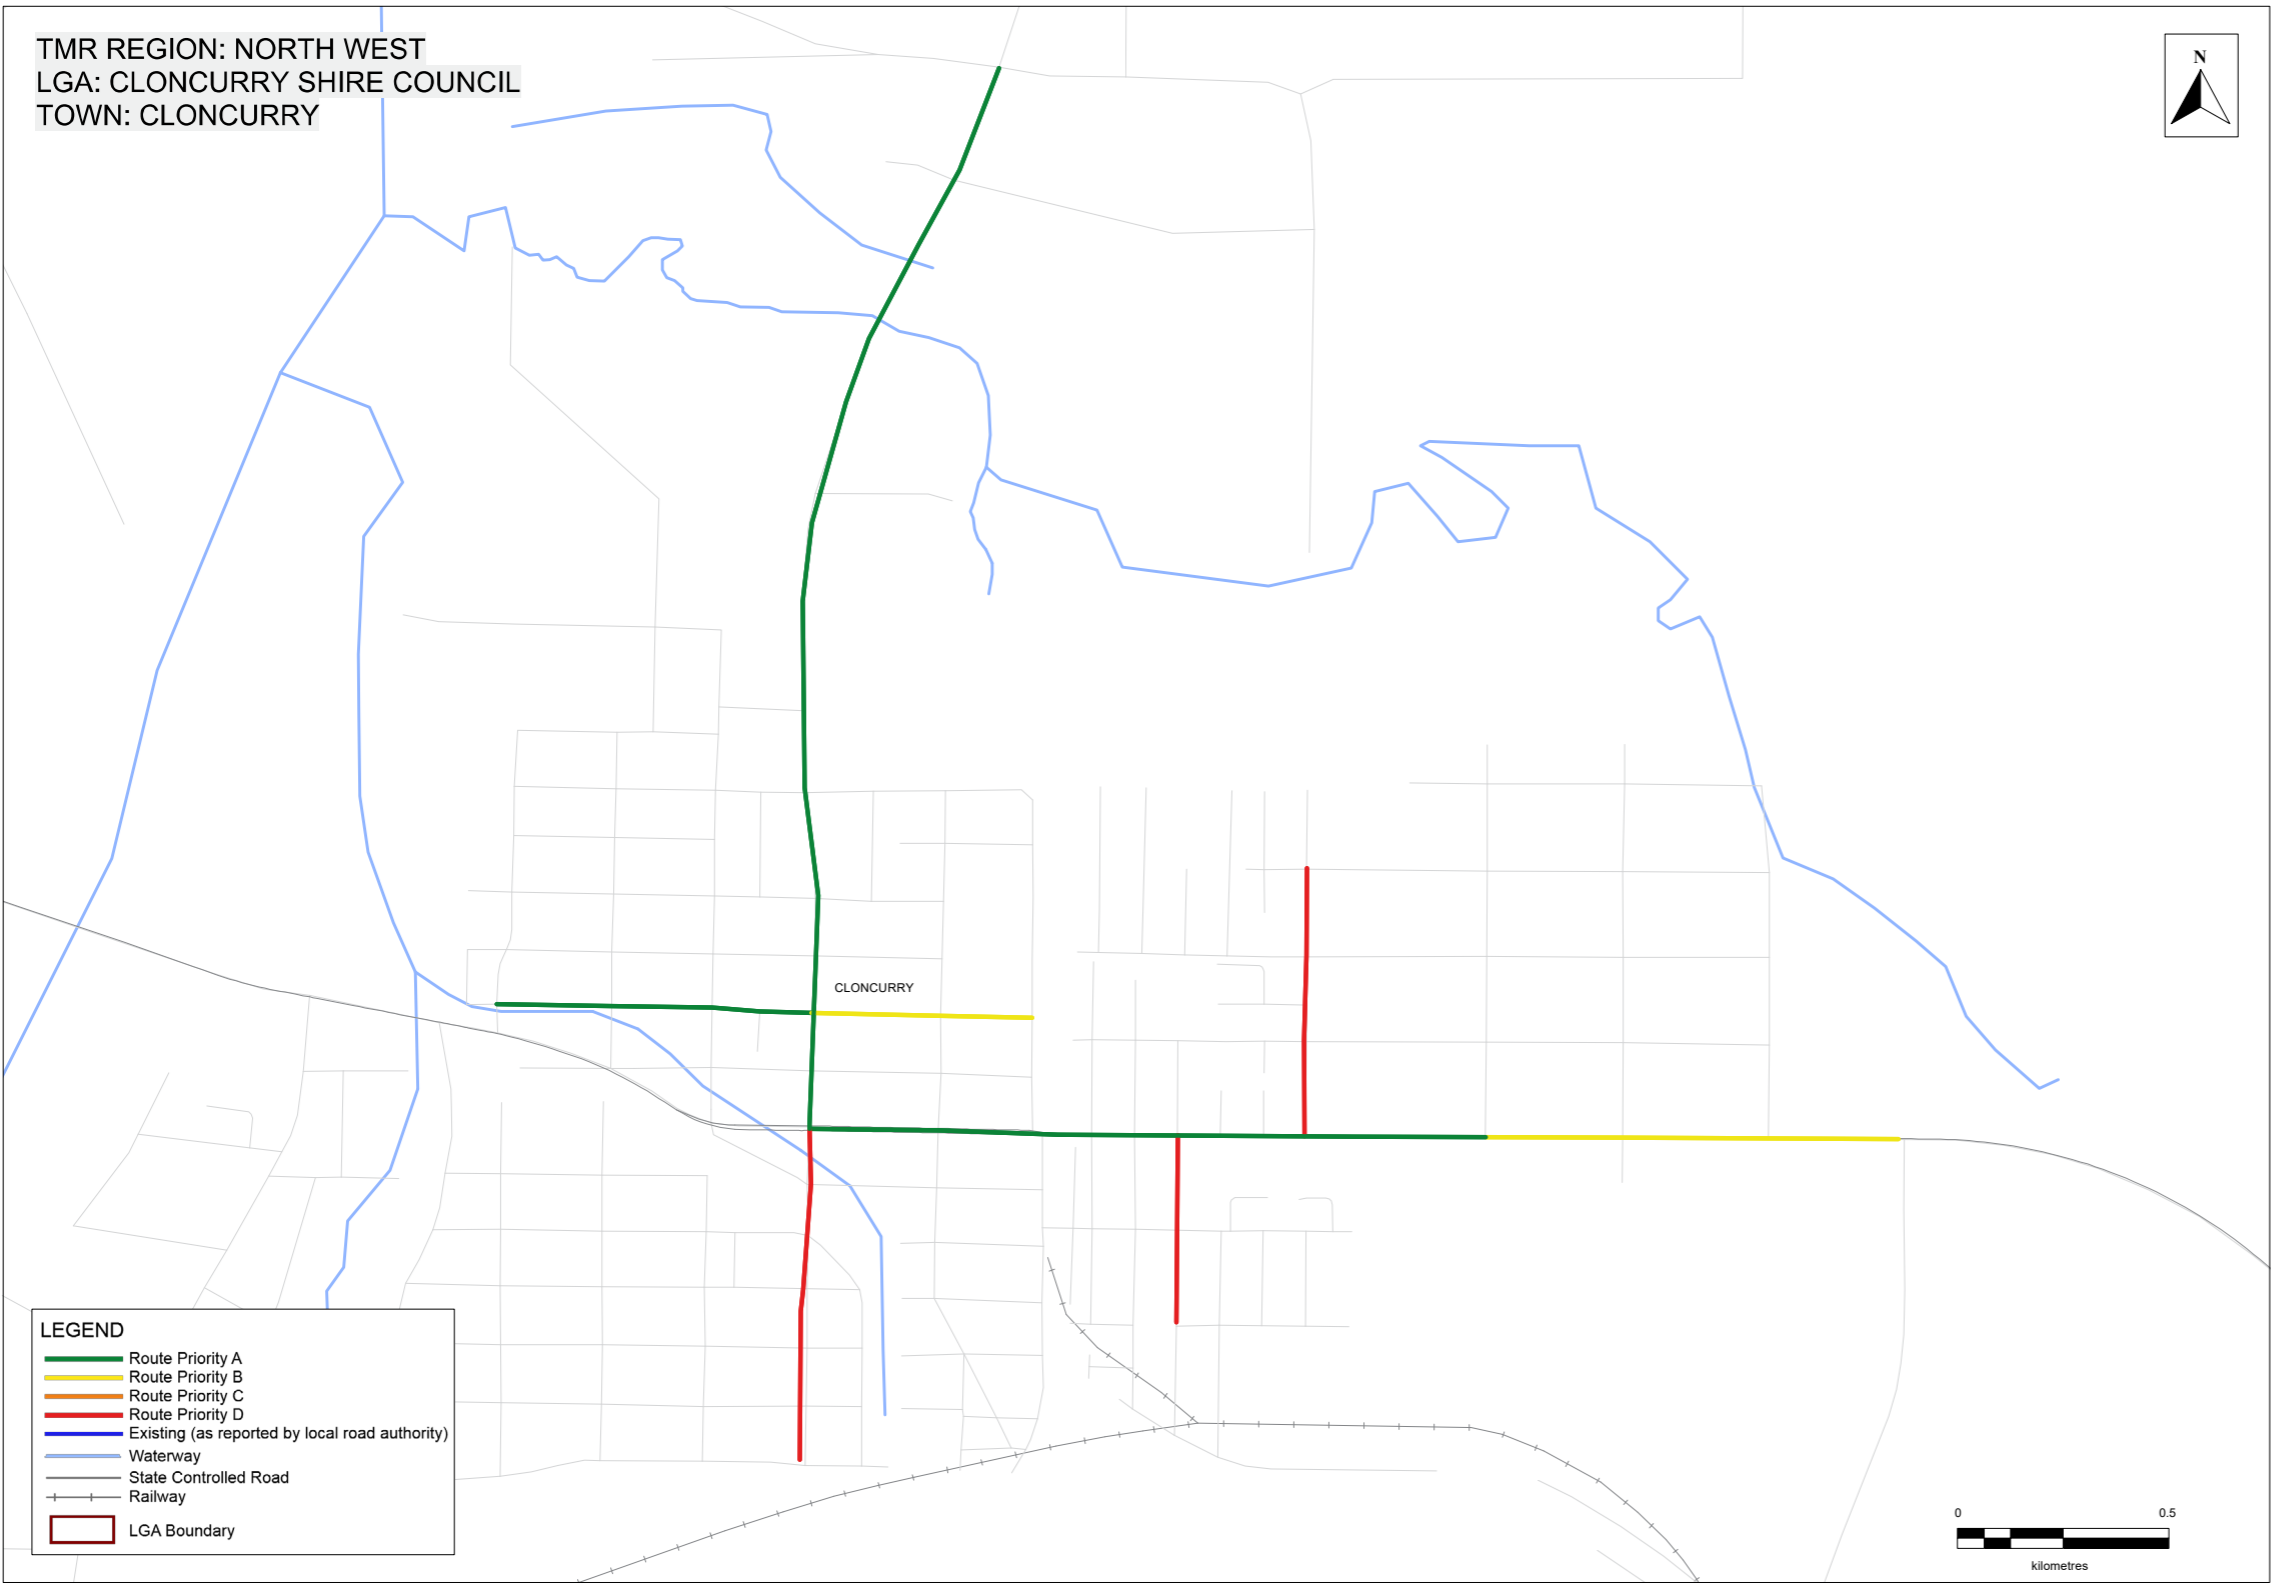 TMR REGION: NORTH WEST
LGA: CLONCURRY SHIRE COUNCIL
TOWN: CLONCURRY
N
CLONCURRY
LEGEND
Route Priority A
Route Priority B
Route Priority C
Route Priority D
Existing (as reported by local road authority)
Waterway
State Controlled Road
Railway
LGA Boundary
0 0.5
kilometres